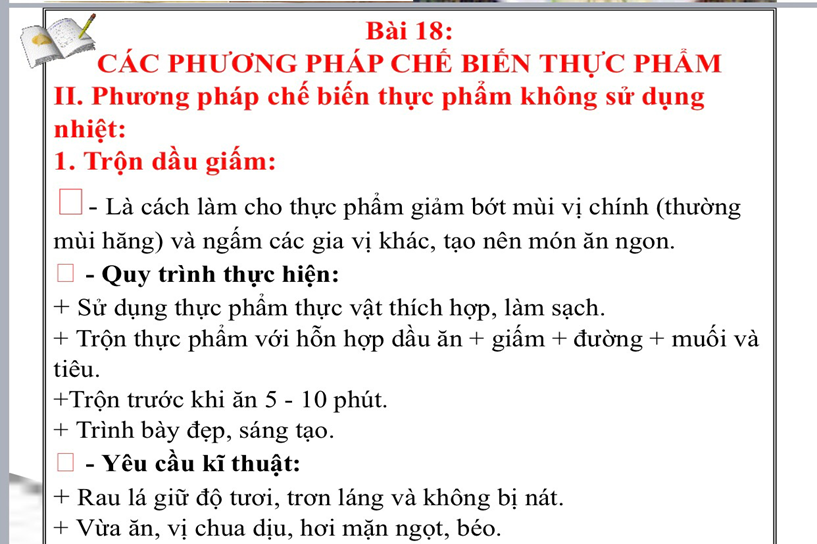 Bài 18:
CÁC PHƯƠNG PHÁP CHẾ BIẾN THỰC PHẨM
II. Phương pháp chế biến thực phẩm không sử dụng
nhiệt:
1. Trộn dầu giấm:
- Là cách làm cho thực phẩm giảm bớt mùi vị chính (thường
mùi hăng) và ngấm các gia vị khác, tạo nên món ăn ngon.
- Quy trình thực hiện:
+ Sử dụng thực phẩm thực vật thích hợp, làm sạch.
+ Trộn thực phẩm với hỗn hợp dầu ăn + giấm + đường + muối và
tiêu.
+Trộn trước khi ăn 5 - 10 phút.
+ Trình bày đẹp, sáng tạo.
- Yêu cầu kĩ thuật:
+ Rau lá giữ độ tươi, trơn láng và không bị nát.
+ Vừa ăn, vị chua dịu, hơi mặn ngọt, béo.